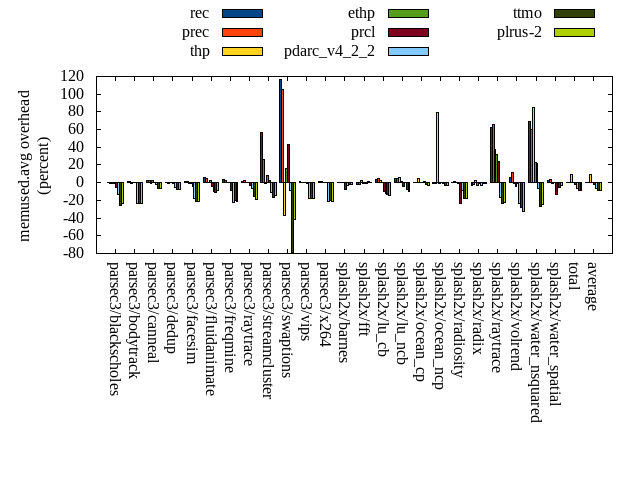 rec
ethp
ttmo
prec
prcl
plrus-2
thp
pdarc_v4_2_2
memused.avg overhead
(percent)
120
100
80
60
40
20
0
-20
-40
-60
-80
parsec3/blackscholes
parsec3/bodytrack
parsec3/canneal
parsec3/dedup
parsec3/facesim
parsec3/fluidanimate
parsec3/freqmine
parsec3/raytrace
parsec3/streamcluster
parsec3/swaptions
parsec3/vips
parsec3/x264
splash2x/barnes
splash2x/fft
splash2x/lu_cb
splash2x/lu_ncb
splash2x/ocean_cp
splash2x/ocean_ncp
splash2x/radiosity
splash2x/radix
splash2x/raytrace
splash2x/volrend
splash2x/water_nsquared
splash2x/water_spatial
total
average